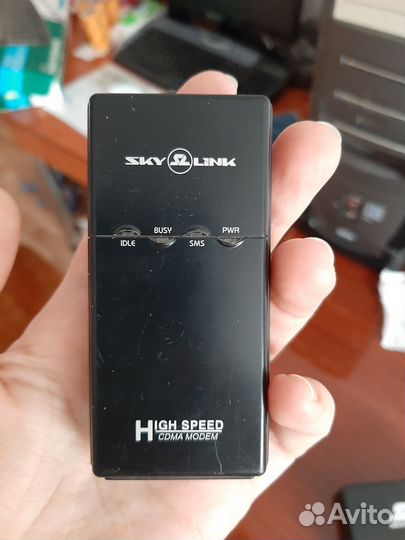 SKY LINK
BUSY PWR
IDLE SMS
HIGH SPEED
CDMA MODEM
Avito